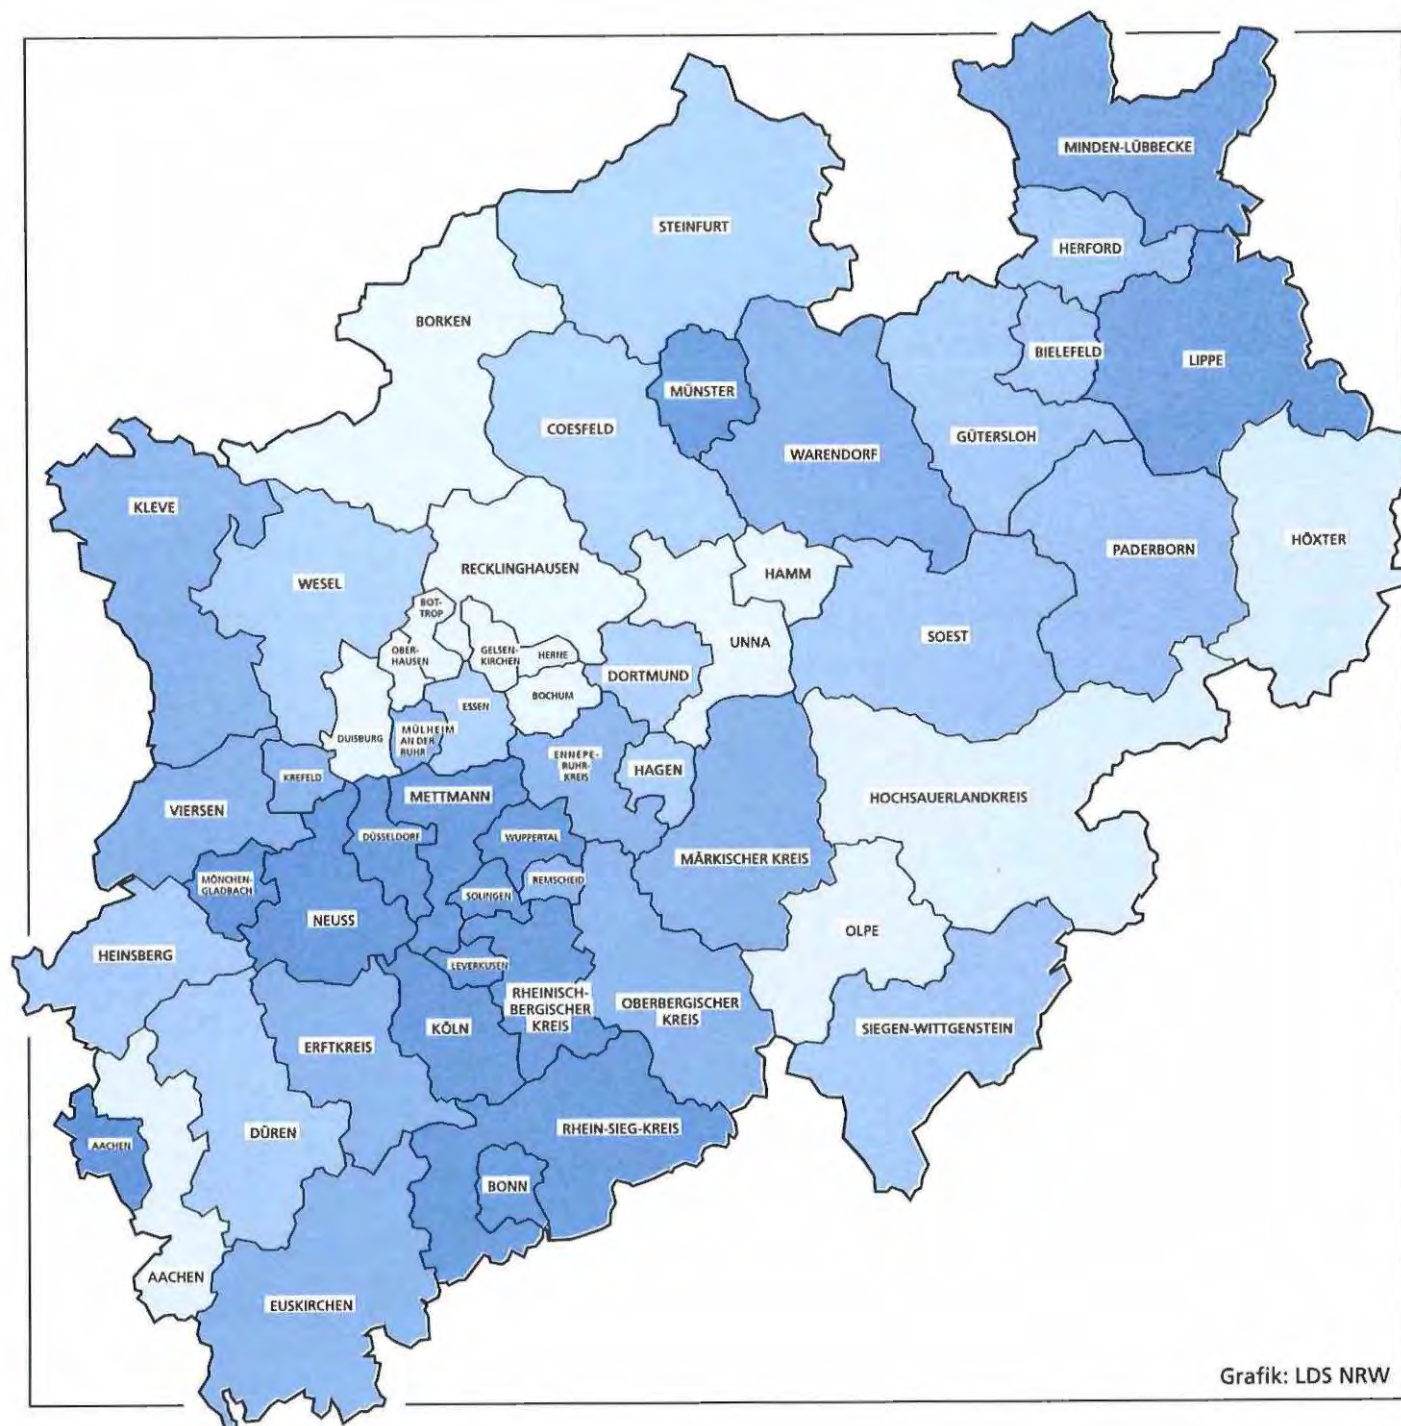 MINDEN-LÜBBECKE
STEINFURT
HERFORD
BORKEN
BIELEFELD
LIPPE
MÜNSTER
COESFELD
GÜTERSLOH
WARENDORF
KLEVE
PADERBORN
HÖXTER
RECKLINGHAUSEN
HAMM
WESEL
BOT-
TROP
UNNA
SOEST
OBER-
HAUSEN
GELSEN-
KIRCHEN
HERNE
DORTMUND
BOCHUM
ESSEN
DUISBURG
MÜLHEIM
AN DER
RUHR
ENNEPE-
RUHR-
KREIS
HAGEN
KREFELD
METTMANN
HOCHSAUERLANDKREIS
VIERSEN
DÜSSELDORF
WUPPERTAL
MÄRKISCHER KREIS
MÖNCHEN-
GLADBACH
REMSCHEID
SOLINGEN
NEUSS
OLPE
HEINSBERG
LEVERKUSEN
RHEINISCH-
BERGISCHER
KREIS
OBERBERGISCHER
KREIS
KÖLN
SIEGEN-WITTGENSTEIN
ERFTKREIS
RHEIN-SIEG-KREIS
DÜREN
AACHEN
BONN
AACHEN
EUSKIRCHEN
Grafik: LDS NRW